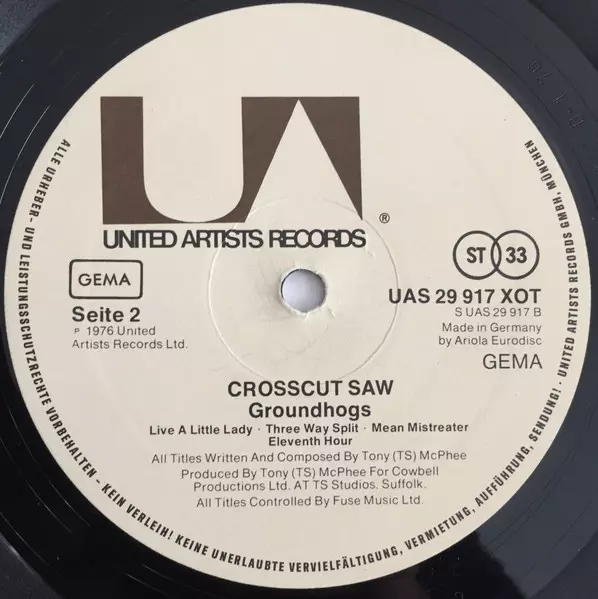 UA
®
UNITED ARTISTS RECORDS
GEMA
Seite 2
℗ 1976 United
Artists Records Ltd.
ST 33
UAS 29 917 XOT
S UAS 29 917 B
Made in Germany
by Ariola Eurodisc
GEMA
CROSSCUT SAW
Groundhogs
Live A Little Lady · Three Way Split · Mean Mistreater
Eleventh Hour
All Titles Written And Composed By Tony (TS) McPhee
Produced By Tony (TS) McPhee For Cowbell
Productions Ltd. AT TS Studios. Suffolk.
All Titles Controlled By Fuse Music Ltd.
ALLE URHEBER- UND LEISTUNGSSCHUTZRECHTE VORBEHALTEN - KEIN VERLEIH! KEINE UNERLAUBTE VERVIELFÄLTIGUNG, VERMIETUNG, AUFFÜHRUNG, SENDUNG! · UNITED ARTISTS RECORDS GMBH, MÜNCHEN